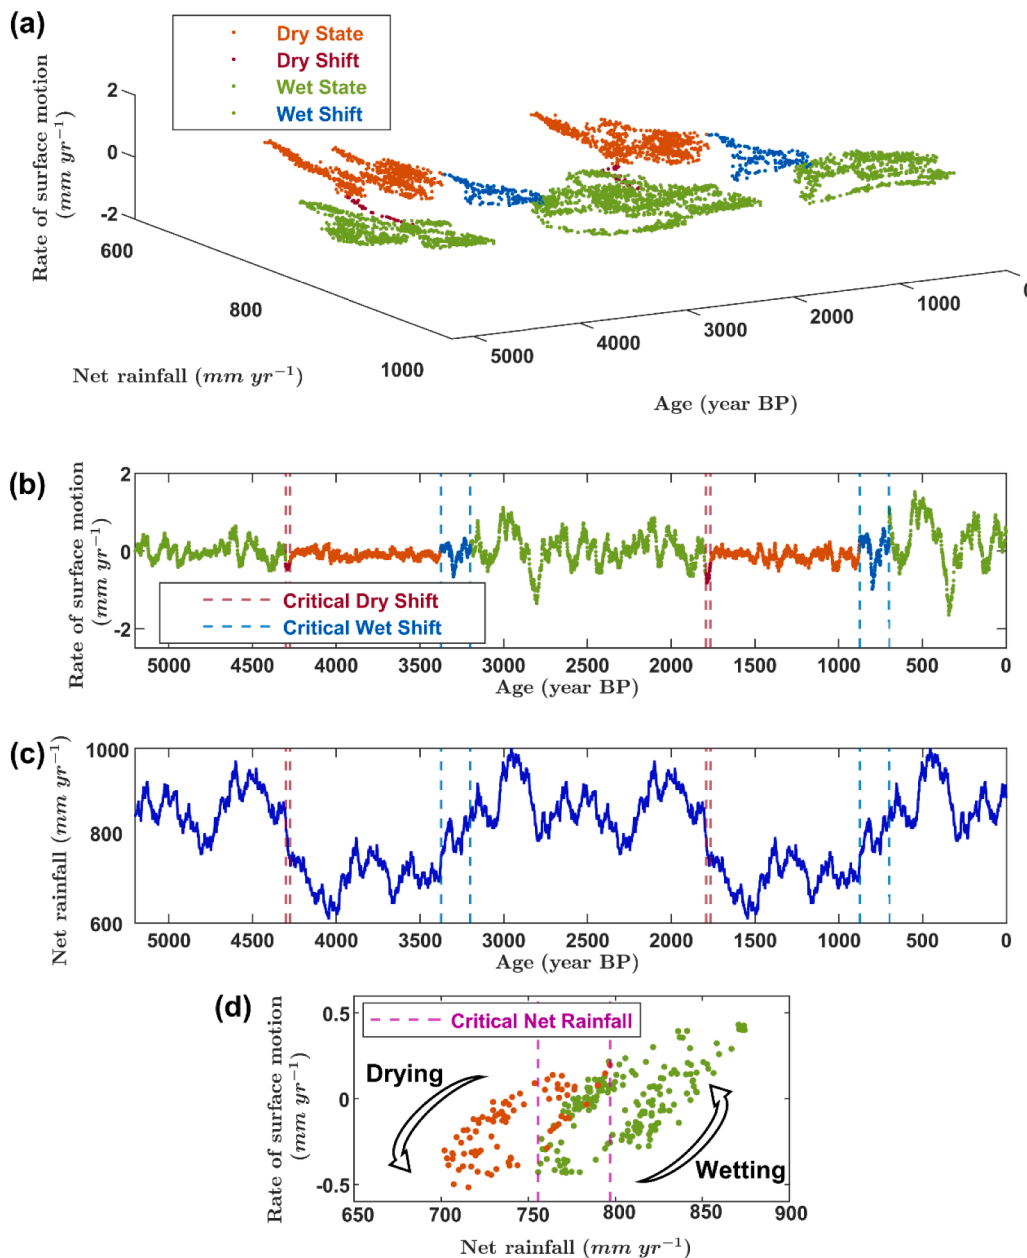 (a)
Dry State
Dry Shift
Wet State
Wet Shift
Rate of surface motion
(mm yr⁻¹)
2
0
-2
600
800
1000
Net rainfall (mm yr⁻¹)
5000
4000
3000
2000
1000
0
Age (year BP)
(b)
Rate of surface motion
(mm yr⁻¹)
2
0
-2
Critical Dry Shift
Critical Wet Shift
5000 4500 4000 3500 3000 2500 2000 1500 1000 500 0
Age (year BP)
(c)
Net rainfall (mm yr⁻¹)
1000
800
600
5000 4500 4000 3500 3000 2500 2000 1500 1000 500 0
Age (year BP)
(d)
Rate of surface motion
(mm yr⁻¹)
0.5
0
-0.5
Critical Net Rainfall
Drying
Wetting
650 700 750 800 850 900
Net rainfall (mm yr⁻¹)